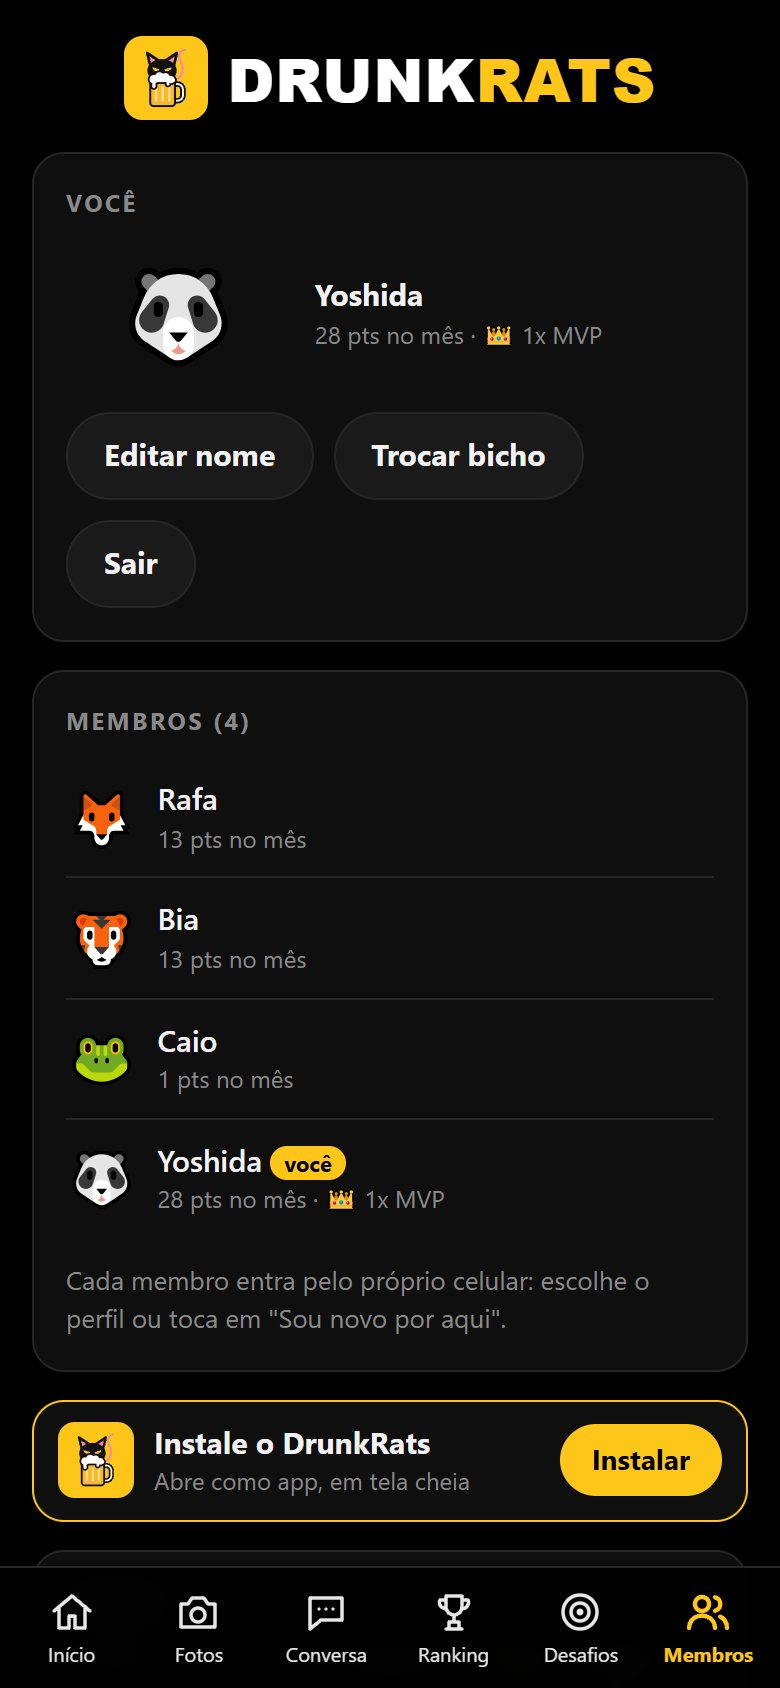 DRUNKRATS
VOCÊ
Yoshida
28 pts no mês · 👑 1x MVP
Editar nome
Trocar bicho
Sair
MEMBROS (4)
Rafa
13 pts no mês
Bia
13 pts no mês
Caio
1 pts no mês
Yoshida você
28 pts no mês · 👑 1x MVP
Cada membro entra pelo próprio celular: escolhe o
perfil ou toca em "Sou novo por aqui".
Instale o DrunkRats
Abre como app, em tela cheia
Instalar
Início
Fotos
Conversa
Ranking
Desafios
Membros